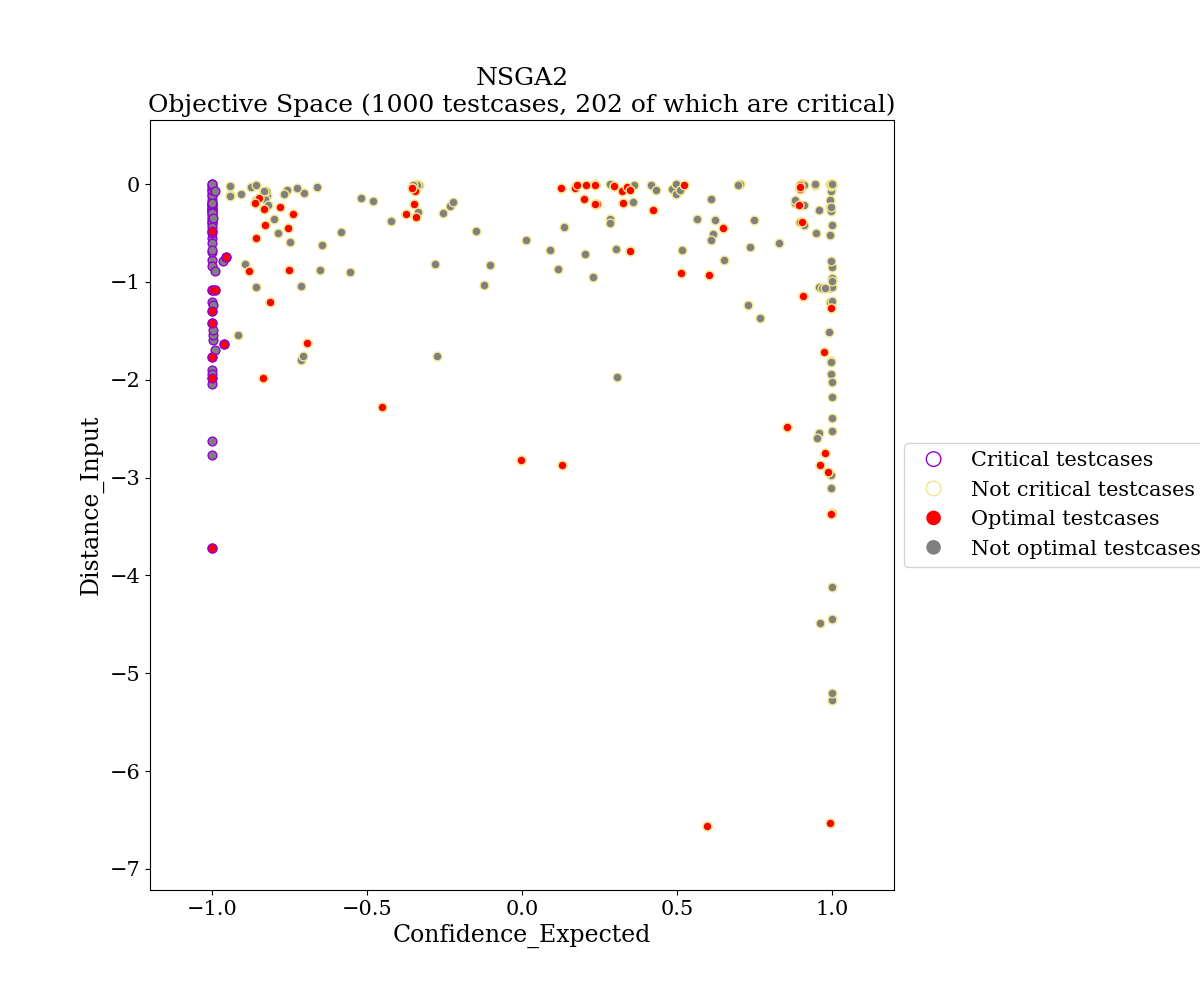 NSGA2
Objective Space (1000 testcases, 202 of which are critical)
0
−1
−2
−3
−4
−5
−6
−7
Distance_Input
−1.0
−0.5
0.0
0.5
1.0
Confidence_Expected
Critical testcases
Not critical testcases
Optimal testcases
Not optimal testcases